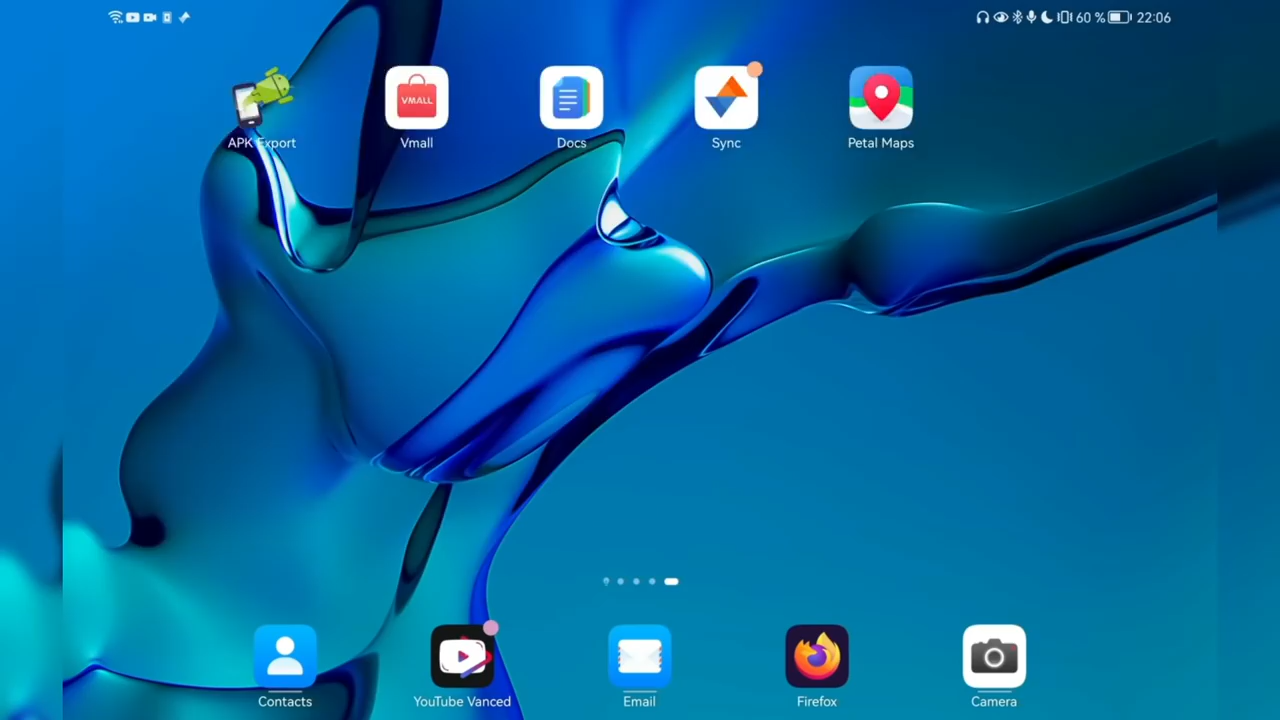 60 % 22:06
VMALL
APK Export
Vmall
Docs
Sync
Petal Maps
Contacts
YouTube Vanced
Email
Firefox
Camera